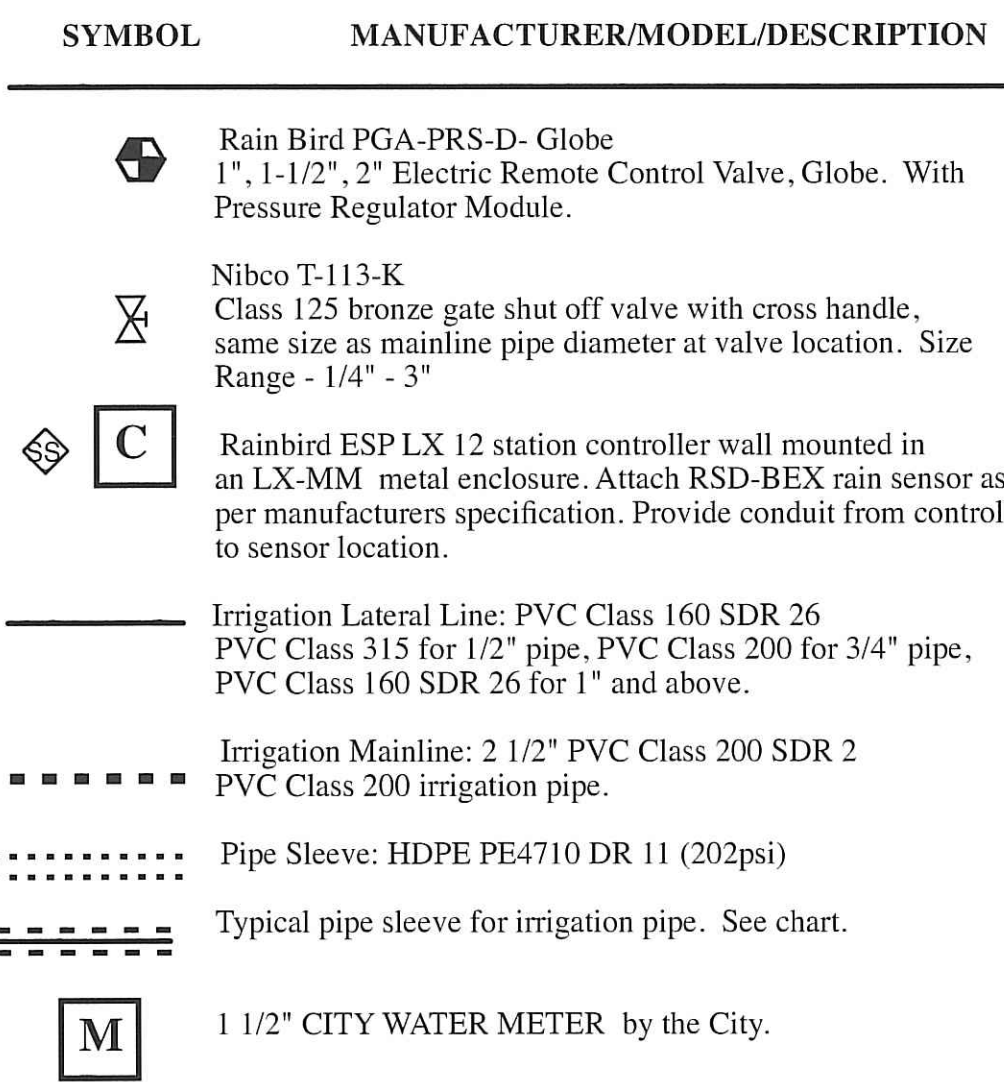 SYMBOL MANUFACTURER/MODEL/DESCRIPTION
Rain Bird PGA-PRS-D- Globe
1", 1-1/2", 2" Electric Remote Control Valve, Globe. With
Pressure Regulator Module.
Nibco T-113-K
Class 125 bronze gate shut off valve with cross handle,
same size as mainline pipe diameter at valve location. Size
Range - 1/4" - 3"
SS C Rainbird ESP LX 12 station controller wall mounted in
an LX-MM metal enclosure. Attach RSD-BEX rain sensor as
per manufacturers specification. Provide conduit from control
to sensor location.
Irrigation Lateral Line: PVC Class 160 SDR 26
PVC Class 315 for 1/2" pipe, PVC Class 200 for 3/4" pipe,
PVC Class 160 SDR 26 for 1" and above.
Irrigation Mainline: 2 1/2" PVC Class 200 SDR 2
PVC Class 200 irrigation pipe.
Pipe Sleeve: HDPE PE4710 DR 11 (202psi)
Typical pipe sleeve for irrigation pipe. See chart.
M 1 1/2" CITY WATER METER by the City.